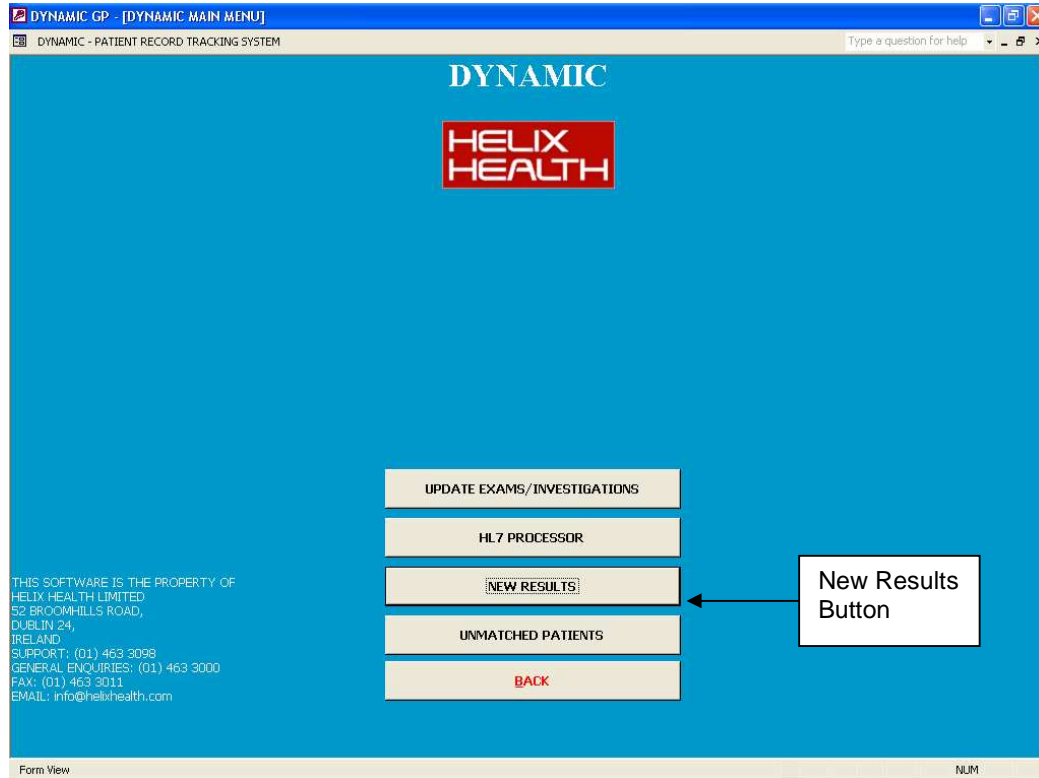 DYNAMIC GP - [DYNAMIC MAIN MENU]
DYNAMIC - PATIENT RECORD TRACKING SYSTEM
Type a question for help
DYNAMIC
HELIX
HEALTH
UPDATE EXAMS/INVESTIGATIONS
HL7 PROCESSOR
NEW RESULTS
UNMATCHED PATIENTS
BACK
New Results
Button
THIS SOFTWARE IS THE PROPERTY OF
HELIX HEALTH LIMITED
52 BROOMHILLS ROAD,
DUBLIN 24,
IRELAND
SUPPORT: (01) 463 3098
GENERAL ENQUIRIES: (01) 463 3000
FAX: (01) 463 3011
EMAIL: info@helixhealth.com
Form View
NUM